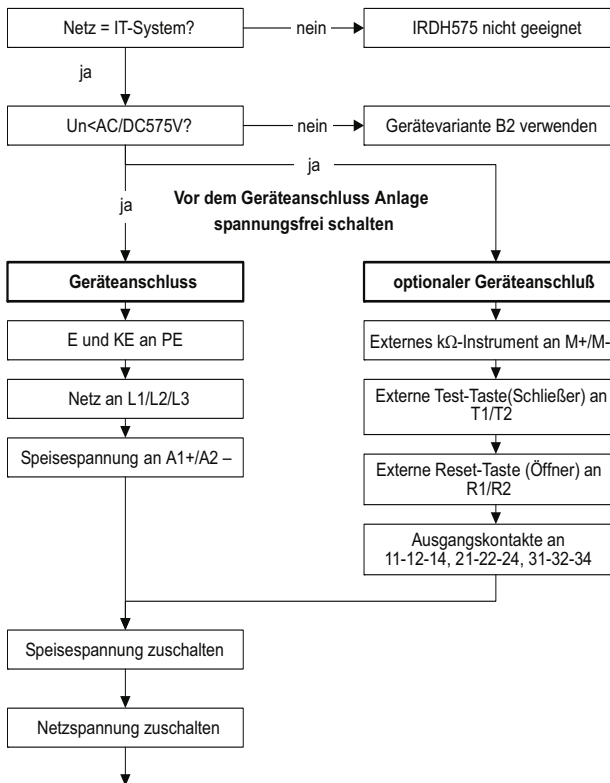 Netz = IT-System?
nein
IRDH575 nicht geeignet
ja
Un<AC/DC575V?
nein
Gerätevariante B2 verwenden
ja
ja
Vor dem Geräteanschluss Anlage
spannungsfrei schalten
Geräteanschluss
optionaler Geräteanschluß
E und KE an PE
Externes kΩ-Instrument an M+/M-
Netz an L1/L2/L3
Externe Test-Taste(Schließer) an
T1/T2
Speisespannung an A1+/A2 –
Externe Reset-Taste (Öffner) an
R1/R2
Ausgangskontakte an
11-12-14, 21-22-24, 31-32-34
Speisespannung zuschalten
Netzspannung zuschalten